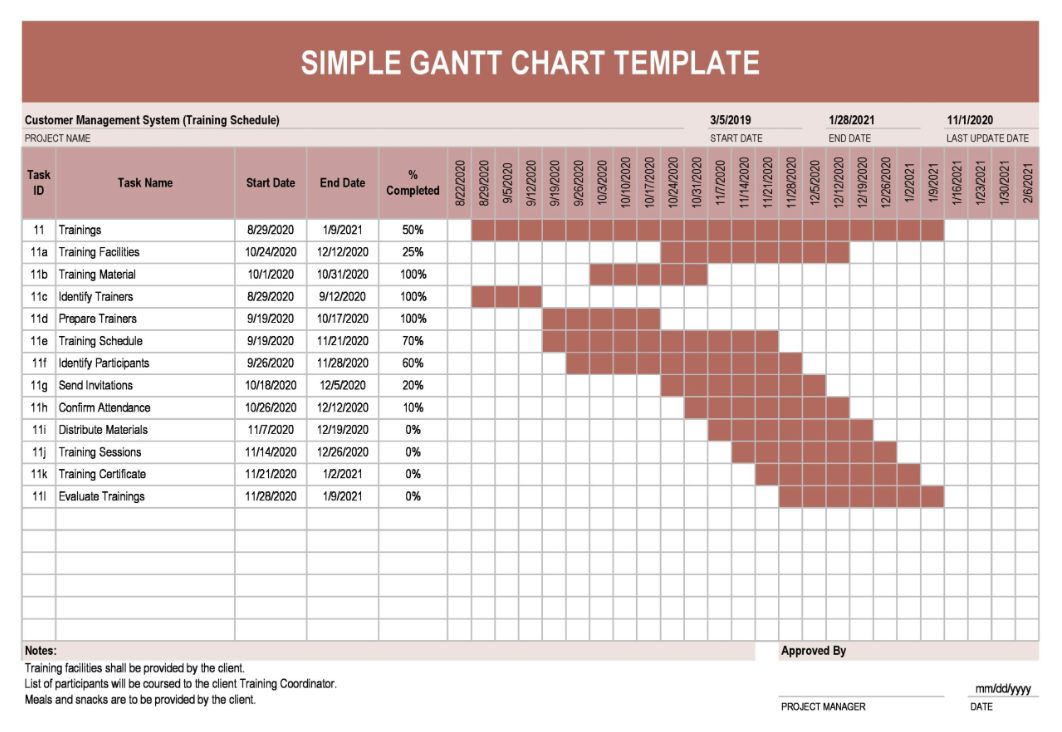 SIMPLE GANTT CHART TEMPLATE
Customer Management System (Training Schedule) 3/5/2019 1/28/2021 11/1/2020
PROJECT NAME START DATE END DATE LAST UPDATE DATE
Task ID Task Name Start Date End Date % Completed 8/22/2020 8/29/2020 9/5/2020 9/12/2020 9/19/2020 9/26/2020 10/3/2020 10/10/2020 10/17/2020 10/24/2020 10/31/2020 11/7/2020 11/14/2020 11/21/2020 11/28/2020 12/5/2020 12/12/2020 12/19/2020 12/26/2020 1/2/2021 1/9/2021 1/16/2021 1/23/2021 1/30/2021 2/6/2021
11 Trainings 8/29/2020 1/9/2021 50%
11a Training Facilities 10/24/2020 12/12/2020 25%
11b Training Material 10/1/2020 10/31/2020 100%
11c Identify Trainers 8/29/2020 9/12/2020 100%
11d Prepare Trainers 9/19/2020 10/17/2020 100%
11e Training Schedule 9/19/2020 11/21/2020 70%
11f Identify Participants 9/26/2020 11/28/2020 60%
11g Send Invitations 10/18/2020 12/5/2020 20%
11h Confirm Attendance 10/26/2020 12/12/2020 10%
11i Distribute Materials 11/7/2020 12/19/2020 0%
11j Training Sessions 11/14/2020 12/26/2020 0%
11k Training Certificate 11/21/2020 1/2/2021 0%
11l Evaluate Trainings 11/28/2020 1/9/2021 0%
Notes: Approved By
Training facilities shall be provided by the client.
List of participants will be coursed to the client Training Coordinator.
Meals and snacks are to be provided by the client.
mm/dd/yyyy
PROJECT MANAGER DATE